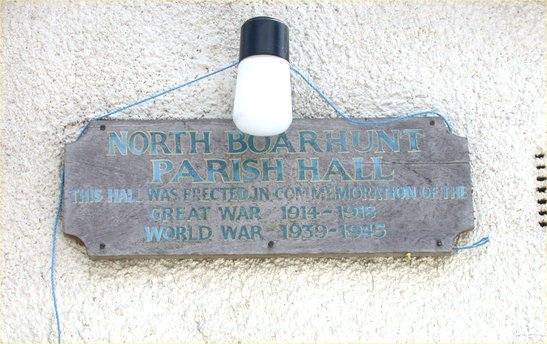 NORTH BOARHUNT
PARISH HALL
THIS HALL WAS ERECTED IN COMMEMORATION OF THE
GREAT WAR 1914-1918
WORLD WAR 1939-1945